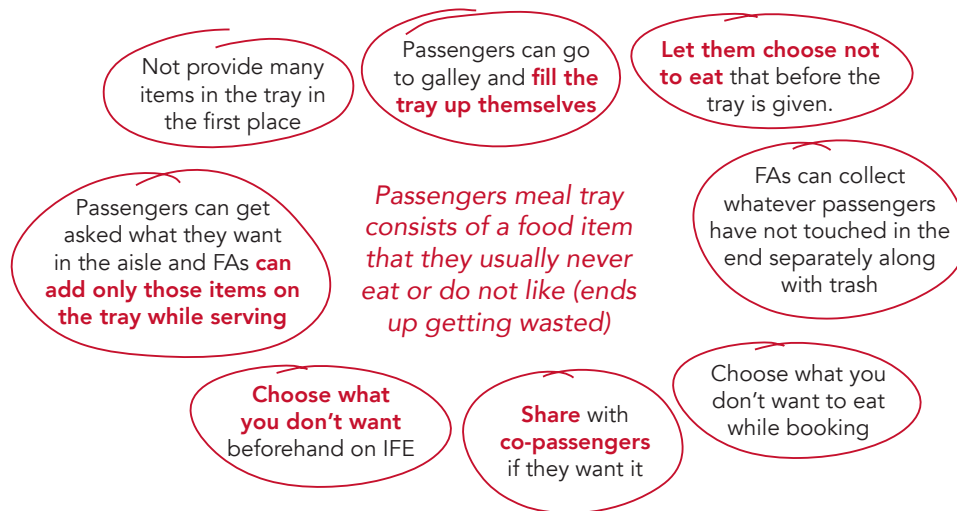 Not provide many
items in the tray in
the first place
Passengers can go
to galley and fill the
tray up themselves
Let them choose not
to eat that before the
tray is given.
Passengers can get
asked what they want
in the aisle and FAs can
add only those items on
the tray while serving
Passengers meal tray
consists of a food item
that they usually never
eat or do not like (ends
up getting wasted)
FAs can collect
whatever passengers
have not touched in the
end separately along
with trash
Choose what
you don’t want
beforehand on IFE
Share with
co-passengers
if they want it
Choose what you
don’t want to eat
while booking